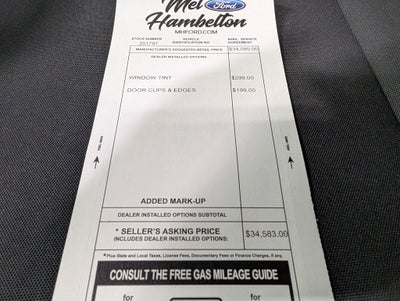 Mel
Ford
Hambelton
MHFORD.COM
STOCK NUMBER VEHICLE IDENTIFICATION NO. SERVICE AGREEMENT
MANUFACTURER'S SUGGESTED RETAIL PRICE $34,085.00
DEALER INSTALLED OPTIONS
WINDOW TINT $299.00
DOOR CUPS & EDGES $199.00
ADDED MARK-UP
DEALER INSTALLED OPTIONS SUBTOTAL
* SELLER'S ASKING PRICE $34,583.00
INCLUDES DEALER INSTALLED OPTIONS:
*Plus State and Local Taxes, License Fees, Documentary Fees or Finance Charges, if any.
CONSULT THE FREE GAS MILEAGE GUIDE
for for